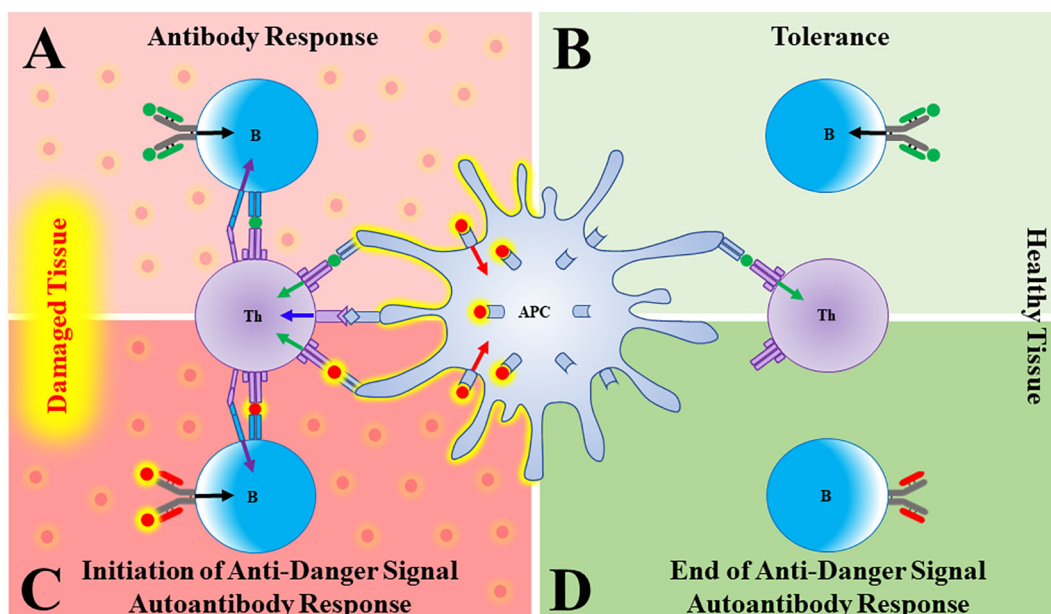 A
Antibody Response
B
Tolerance
B
B
Damaged Tissue
Th
APC
Th
Healthy Tissue
B
B
C
Initiation of Anti-Danger Signal
Autoantibody Response
D
End of Anti-Danger Signal
Autoantibody Response